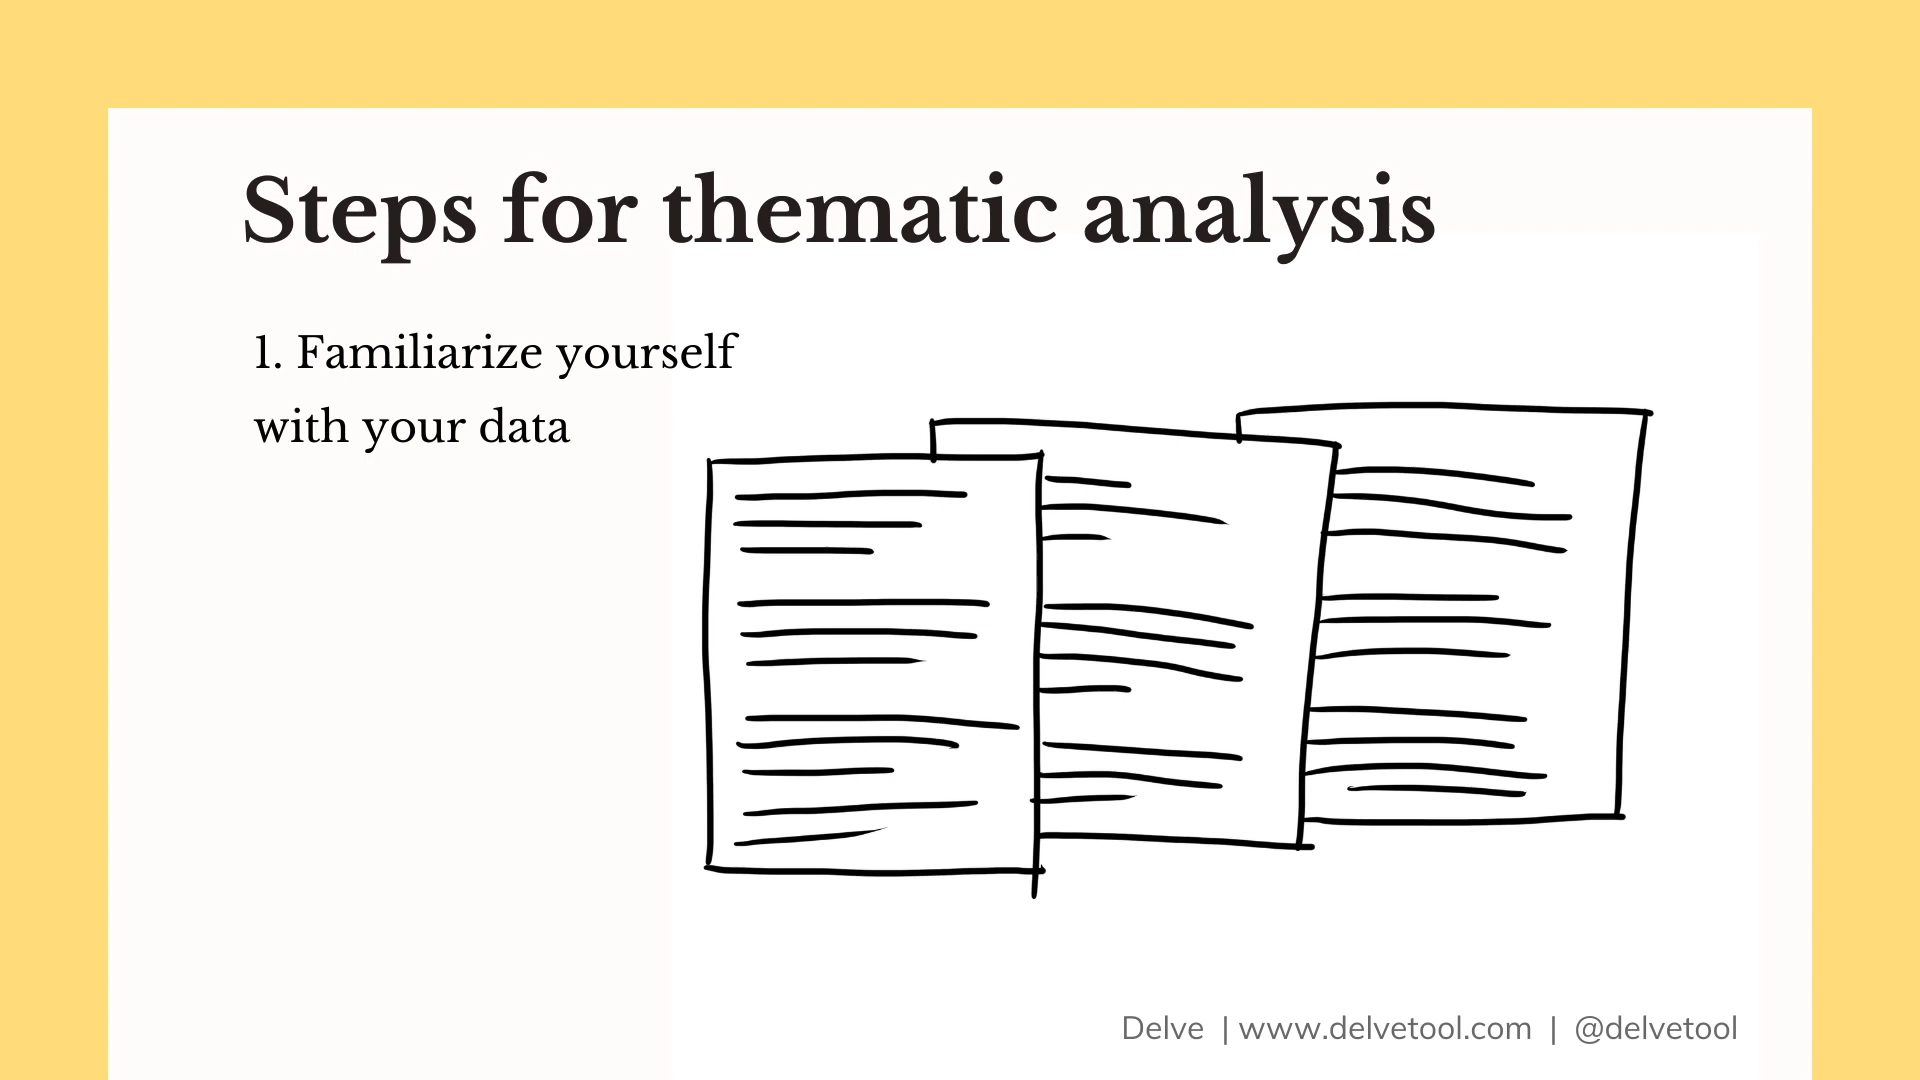 Steps for thematic analysis
1. Familiarize yourself
with your data
Delve | www.delvetool.com | @delvetool